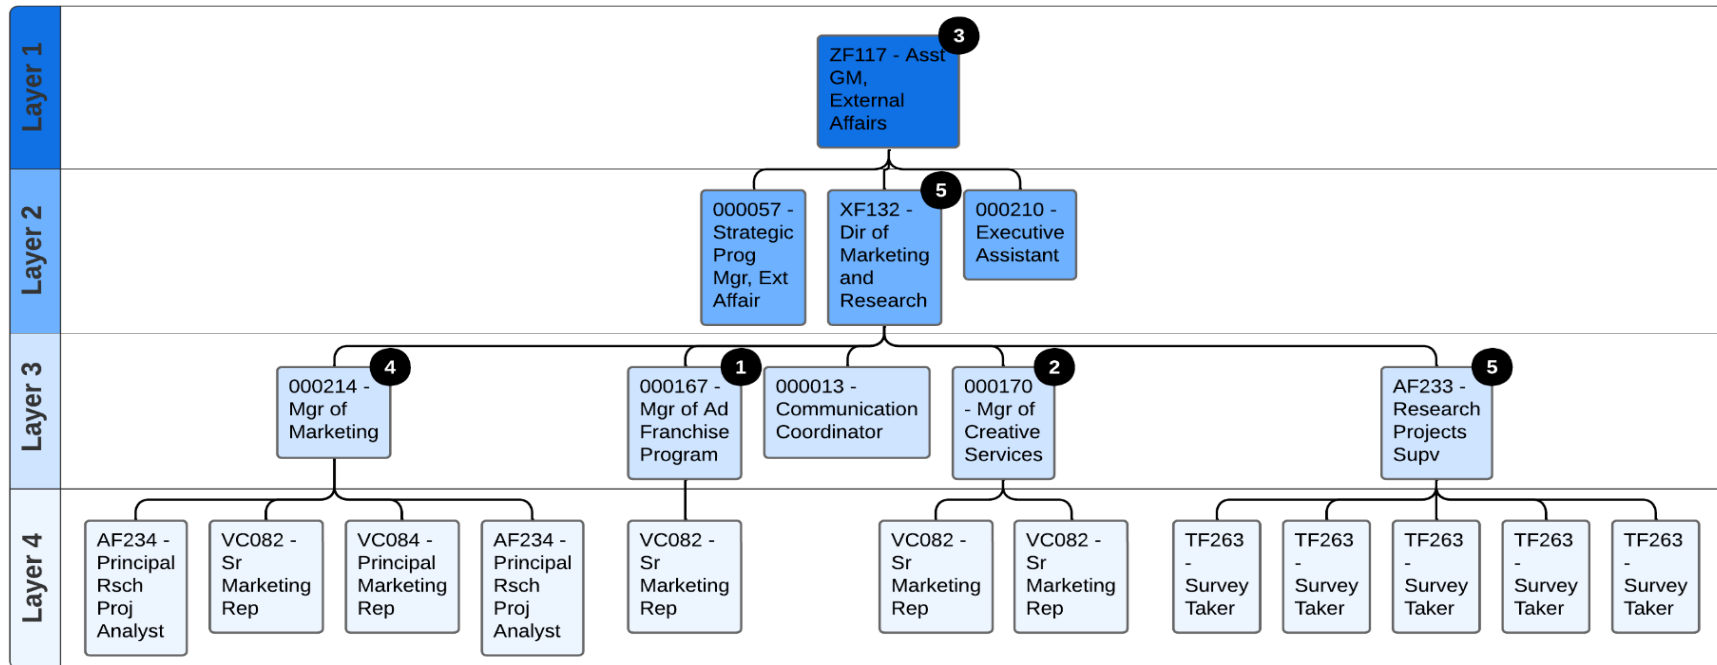 Layer 1
3
ZF117 - Asst
GM,
External
Affairs
Layer 2
000057 -
Strategic
Prog
Mgr, Ext
Affair
5
XF132 -
Dir of
Marketing
and
Research
000210 -
Executive
Assistant
Layer 3
4
000214 -
Mgr of
Marketing
1
000167 -
Mgr of Ad
Franchise
Program
000013 -
Communication
Coordinator
2
000170
- Mgr of
Creative
Services
5
AF233 -
Research
Projects
Supv
Layer 4
AF234 -
Principal
Rsch
Proj
Analyst
VC082 -
Sr
Marketing
Rep
VC084 -
Principal
Marketing
Rep
AF234 -
Principal
Rsch
Proj
Analyst
VC082 -
Sr
Marketing
Rep
VC082 -
Sr
Marketing
Rep
VC082 -
Sr
Marketing
Rep
TF263
-
Survey
Taker
TF263
-
Survey
Taker
TF263
-
Survey
Taker
TF263
-
Survey
Taker
TF263
-
Survey
Taker